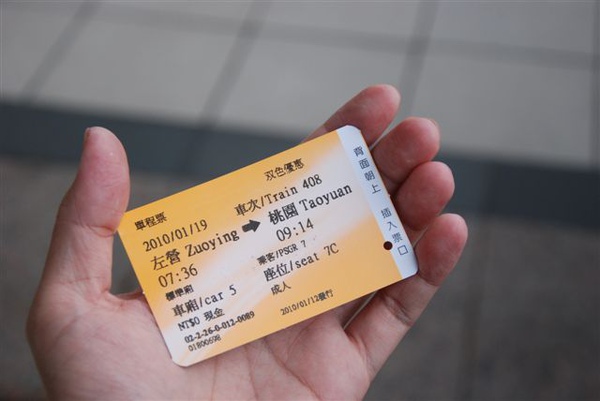 單程票 双色優惠
2010/01/19 車次/Train 408
左營 Zuoying ➡ 桃園 Taoyuan
07:36 09:14
標準廂 乘客/PSGR 7
車廂/car 5 座位/seat 7C
NT$0 現金 成人
02-2-26-0-012-0089 2010/01/12發行
01800698
背面朝上 插入票口